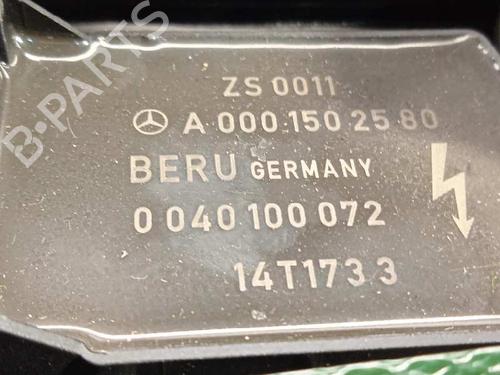 B-PARTS
ZS 0011
A 000 150 25 80
BERU GERMANY
0 040 100 072
14T173 3